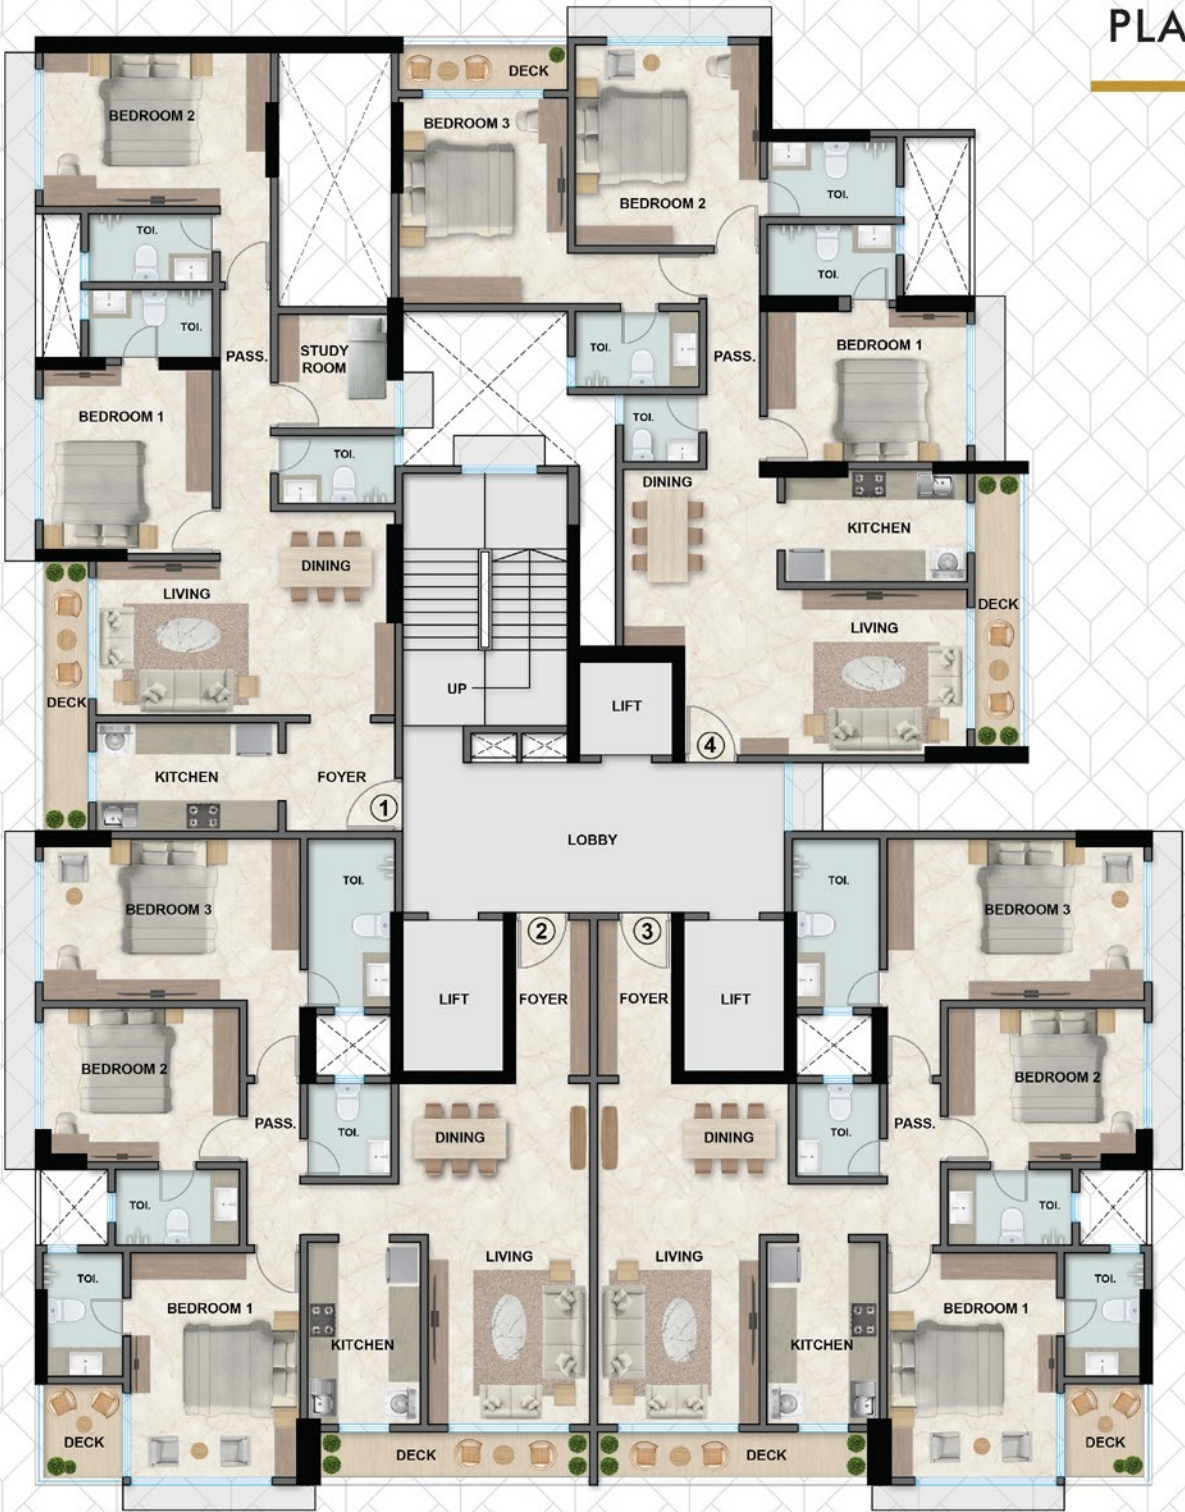 PLA
DECK
BEDROOM 2
BEDROOM 3
BEDROOM 2
TOI.
TOI.
TOI.
TOI.
PASS.
STUDY
ROOM
TOI.
PASS.
BEDROOM 1
BEDROOM 1
TOI.
TOI.
DINING
KITCHEN
DINING
LIVING
DECK
LIVING
UP
DECK
LIFT
4
KITCHEN
FOYER
1
LOBBY
TOI.
TOI.
BEDROOM 3
2
3
BEDROOM 3
LIFT
FOYER
FOYER
LIFT
BEDROOM 2
BEDROOM 2
PASS.
TOI.
DINING
DINING
TOI.
PASS.
TOI.
TOI.
LIVING
LIVING
TOI.
TOI.
BEDROOM 1
BEDROOM 1
KITCHEN
KITCHEN
DECK
DECK
DECK
DECK